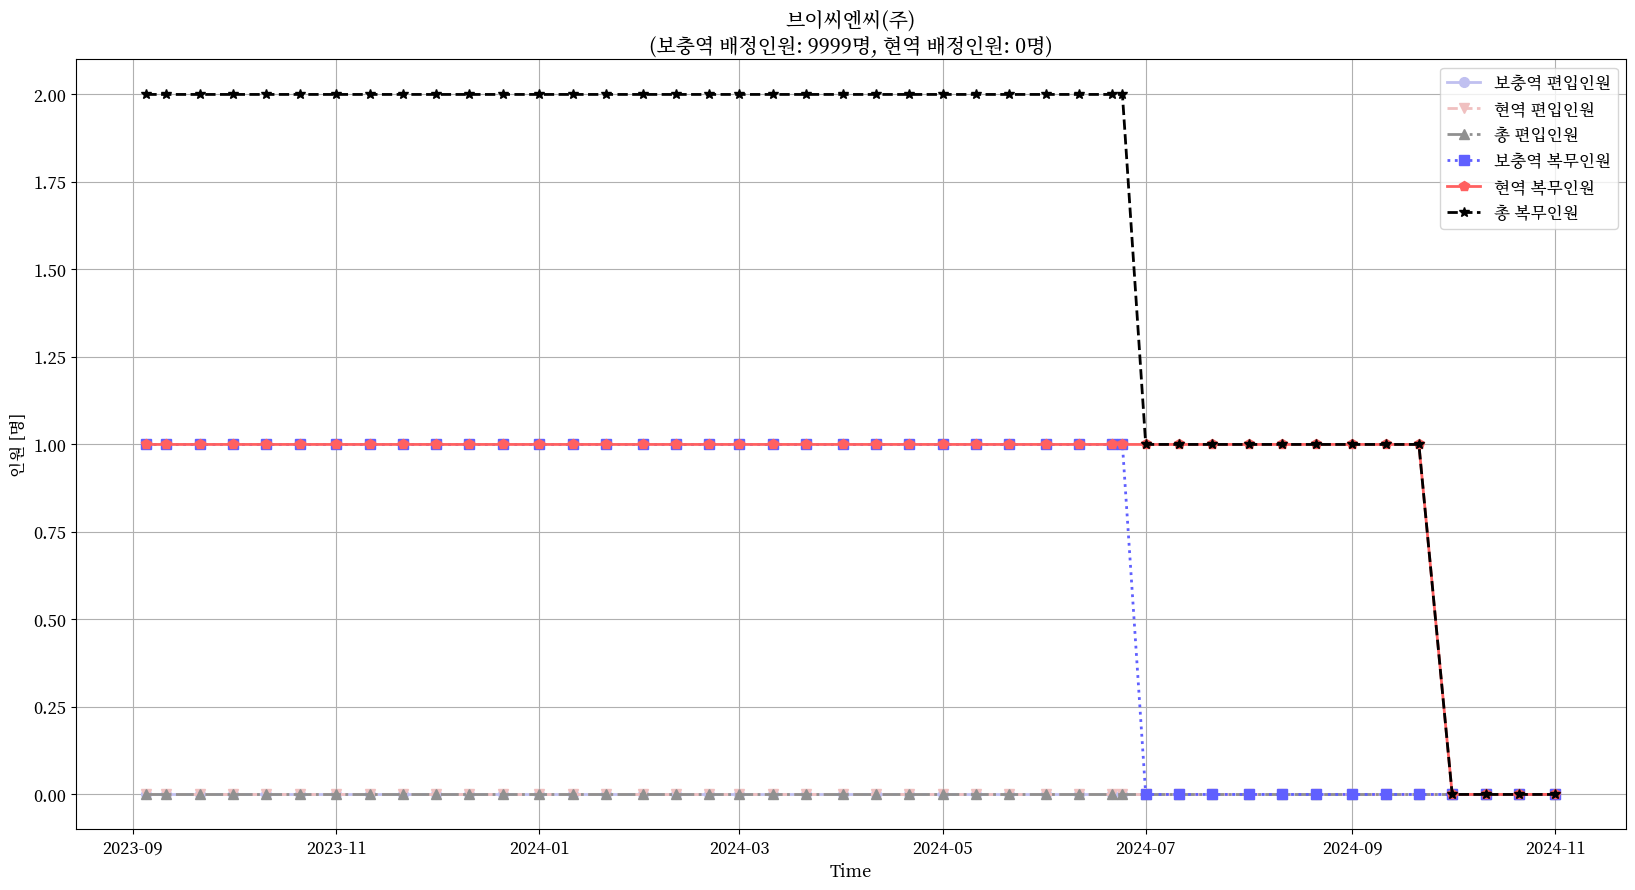 브이씨엔씨(주)
(보충역 배정인원: 9999명, 현역 배정인원: 0명)
보충역 편입인원
현역 편입인원
총 편입인원
보충역 복무인원
현역 복무인원
총 복무인원
인원 [명]
2.00
1.75
1.50
1.25
1.00
0.75
0.50
0.25
0.00
2023-09 2023-11 2024-01 2024-03 2024-05 2024-07 2024-09 2024-11
Time